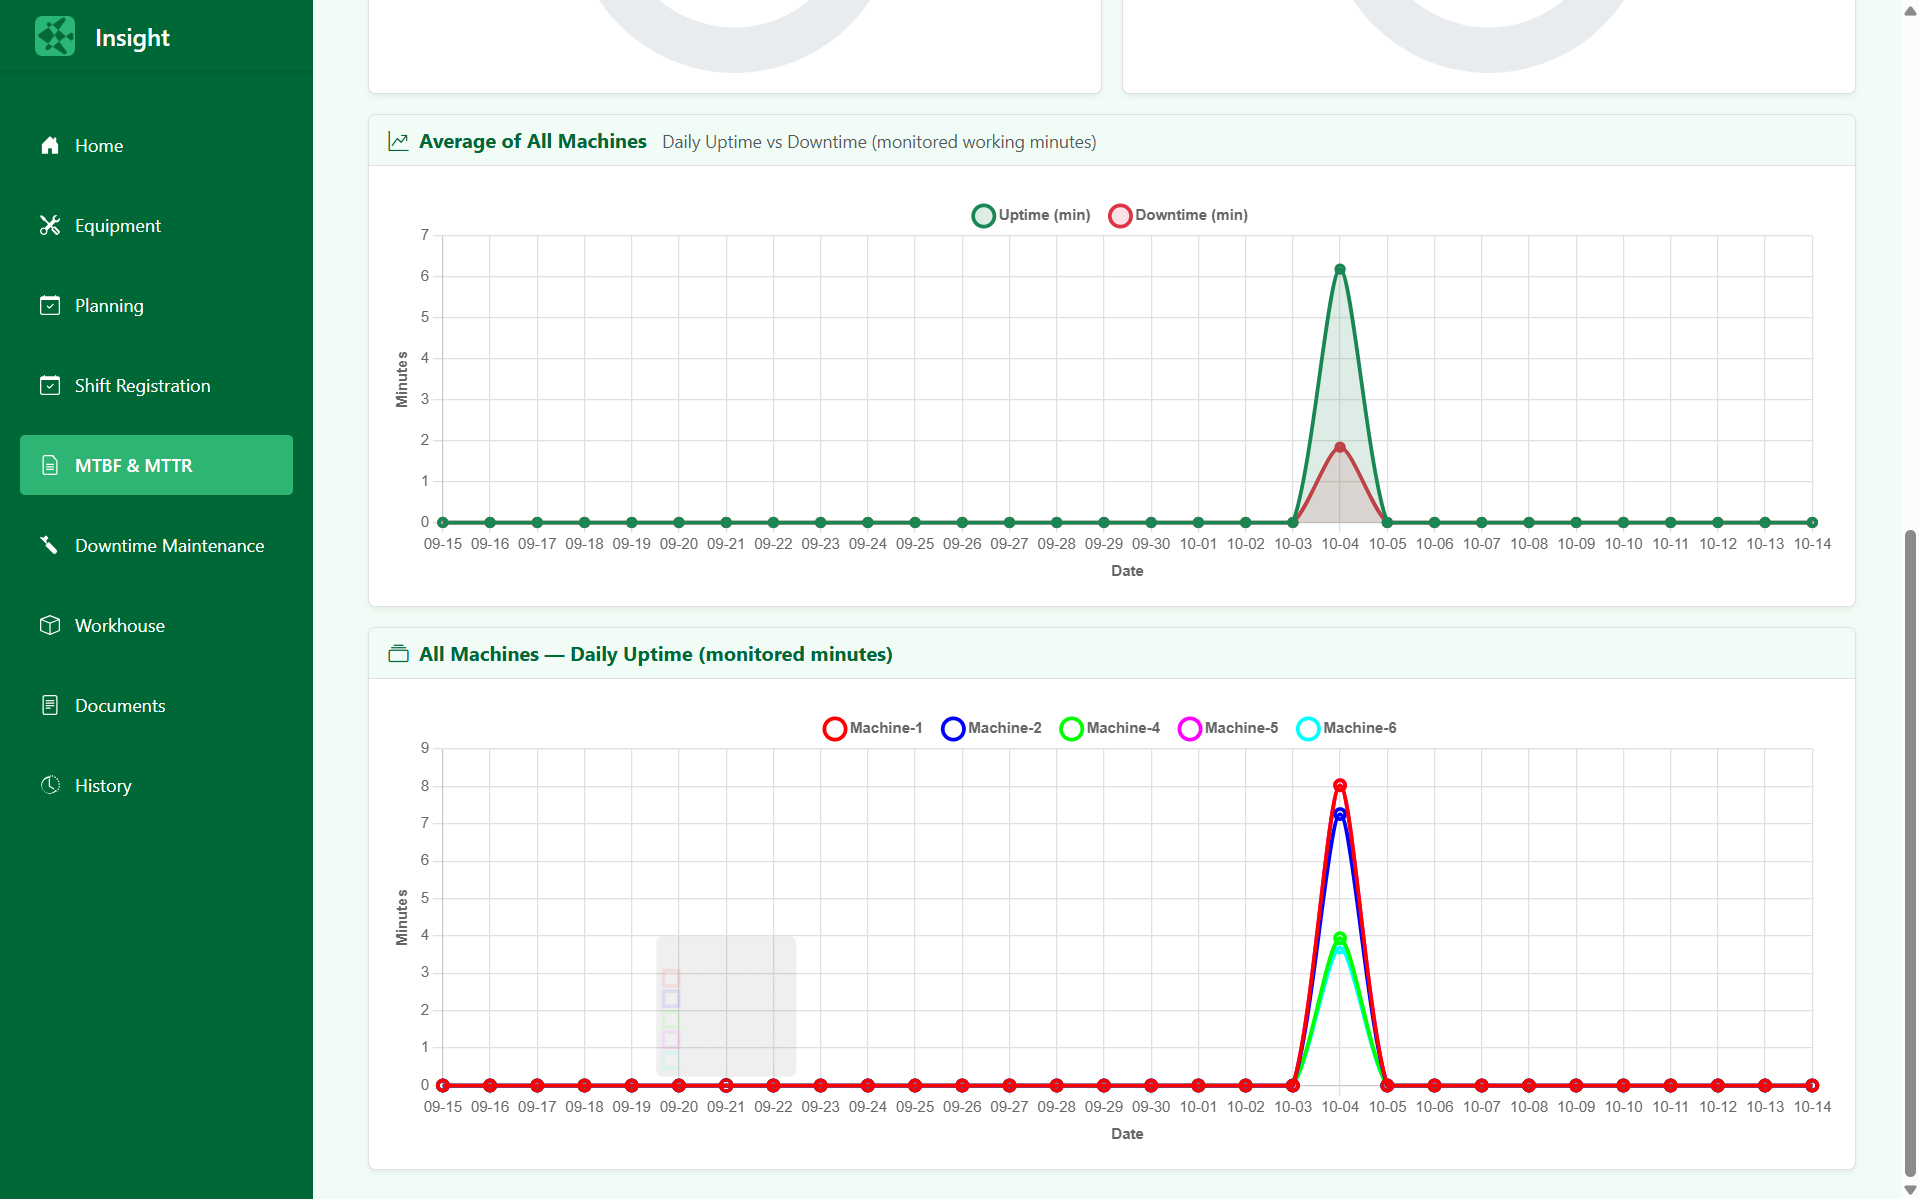 Insight
Home
Equipment
Planning
Shift Registration
MTBF & MTTR
Downtime Maintenance
Workhouse
Documents
History
Average of All Machines Daily Uptime vs Downtime (monitored working minutes)
Uptime (min) Downtime (min)
7
6
5
4
3
2
1
0
Minutes
09-15 09-16 09-17 09-18 09-19 09-20 09-21 09-22 09-23 09-24 09-25 09-26 09-27 09-28 09-29 09-30 10-01 10-02 10-03 10-04 10-05 10-06 10-07 10-08 10-09 10-10 10-11 10-12 10-13 10-14
Date
All Machines — Daily Uptime (monitored minutes)
Machine-1 Machine-2 Machine-4 Machine-5 Machine-6
9
8
7
6
5
4
3
2
1
0
Minutes
09-15 09-16 09-17 09-18 09-19 09-20 09-21 09-22 09-23 09-24 09-25 09-26 09-27 09-28 09-29 09-30 10-01 10-02 10-03 10-04 10-05 10-06 10-07 10-08 10-09 10-10 10-11 10-12 10-13 10-14
Date